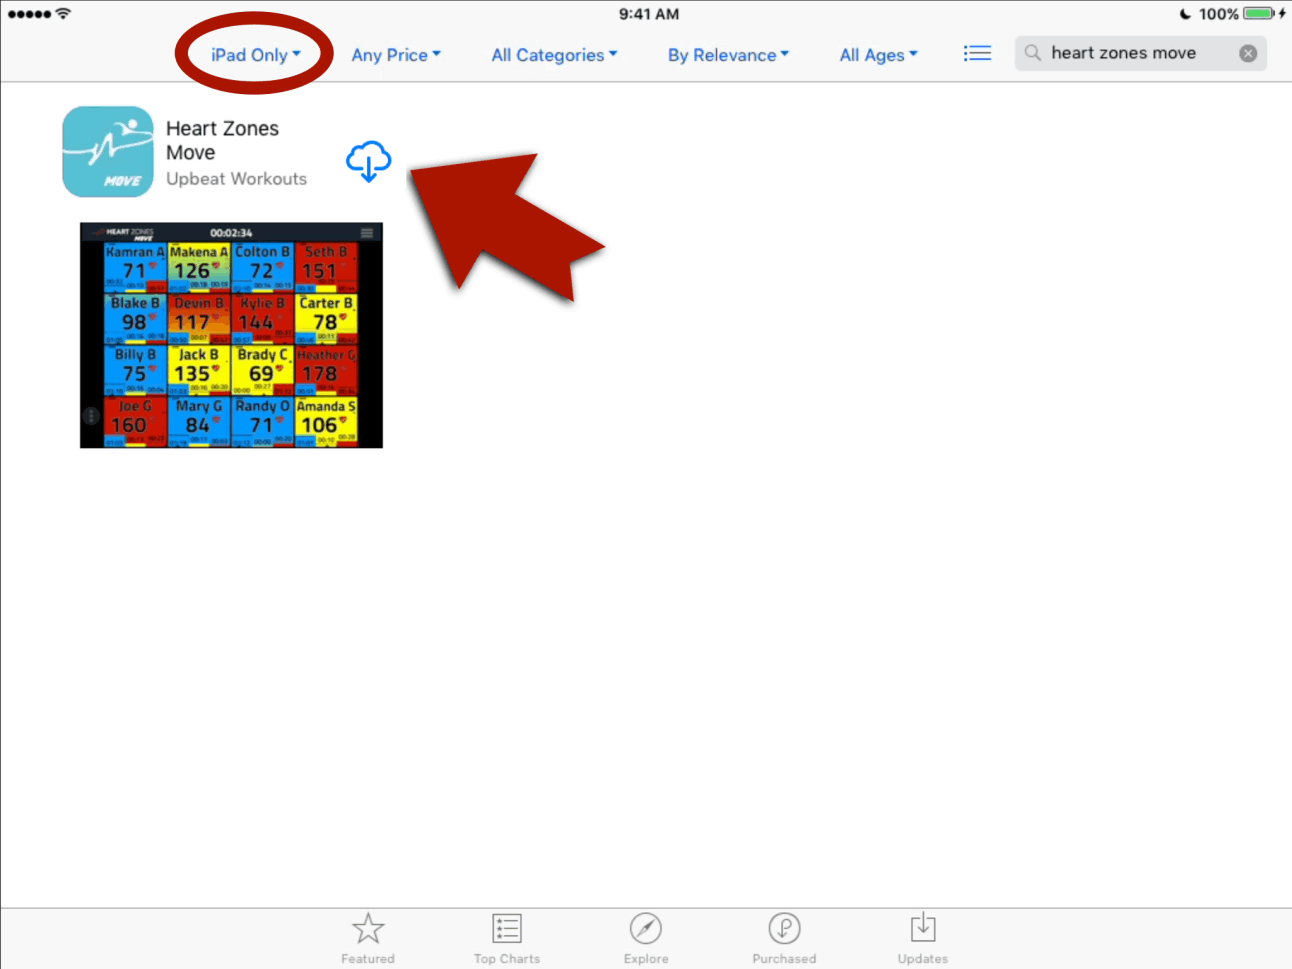 9:41 AM
100%
iPad Only
Any Price
All Categories
By Relevance
All Ages
heart zones move
Heart Zones
Move
Upbeat Workouts
MOVE
HEART ZONES
MOVE
00:02:34
Kamran A Makena A Colton B Seth B
71 126 72 151
Blake B Devin B Kylie B Carter B
98 117 144 78
Billy B Jack B Brady C Heather G
75 135 69 178
Joe G Mary G Randy O Amanda S
160 84 71 106
Featured
Top Charts
Explore
Purchased
Updates